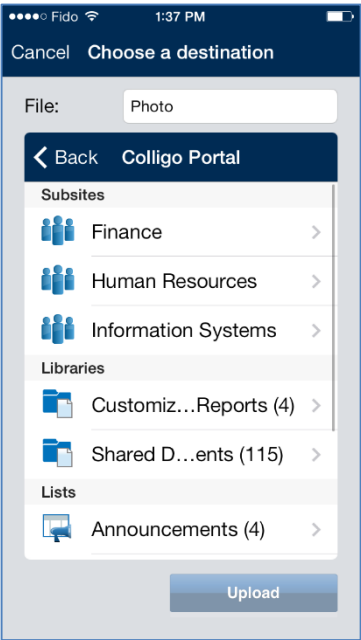 Fido 1:37 PM
Cancel Choose a destination
File: Photo
Back Colligo Portal
Subsites
Finance
Human Resources
Information Systems
Libraries
Customiz...Reports (4)
Shared D...ents (115)
Lists
Announcements (4)
Upload